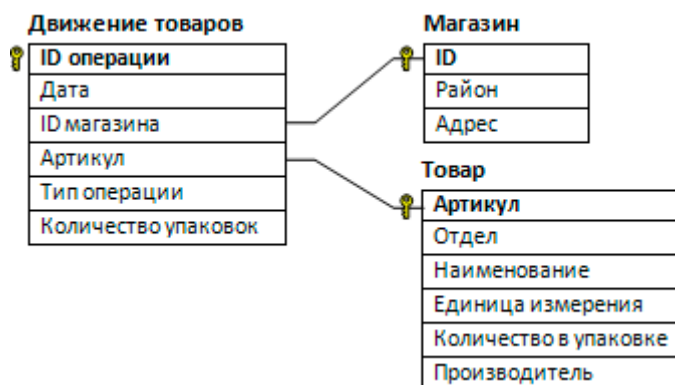 Движение товаров
ID операции
Дата
ID магазина
Артикул
Тип операции
Количество упаковок
Магазин
ID
Район
Адрес
Товар
Артикул
Отдел
Наименование
Единица измерения
Количество в упаковке
Производитель